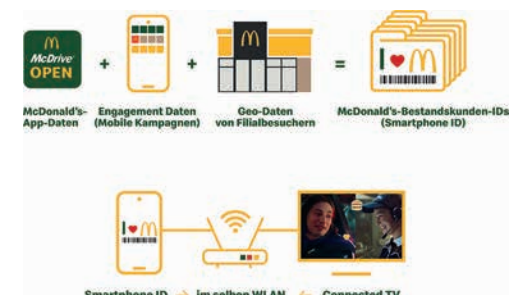 McDrive
OPEN
+
+
=
I ♥ M
McDonald's-
App-Daten
Engagement Daten
(Mobile Kampagnen)
Geo-Daten
von Filialbesuchern
McDonald's-Bestandskunden-IDs
(Smartphone ID)
I ♥ M
Smartphone ID → im selben WLAN ← Connected TV